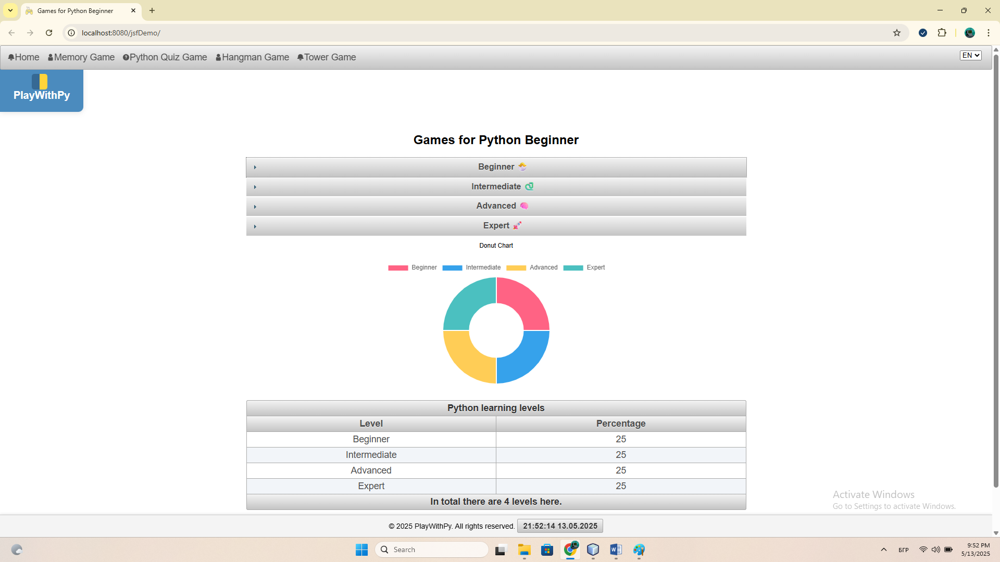 Games for Python Beginner
localhost:8080/jsfDemo/
Home Memory Game Python Quiz Game Hangman Game Tower Game EN
PlayWithPy
Games for Python Beginner
Beginner
Intermediate
Advanced
Expert
Donut Chart
Beginner Intermediate Advanced Expert
Python learning levels
Level Percentage
Beginner 25
Intermediate 25
Advanced 25
Expert 25
In total there are 4 levels here.
Activate Windows
Go to Settings to activate Windows.
© 2025 PlayWithPy. All rights reserved. 21:52:14 13.05.2025
Search
БГР
9:52 PM
5/13/2025